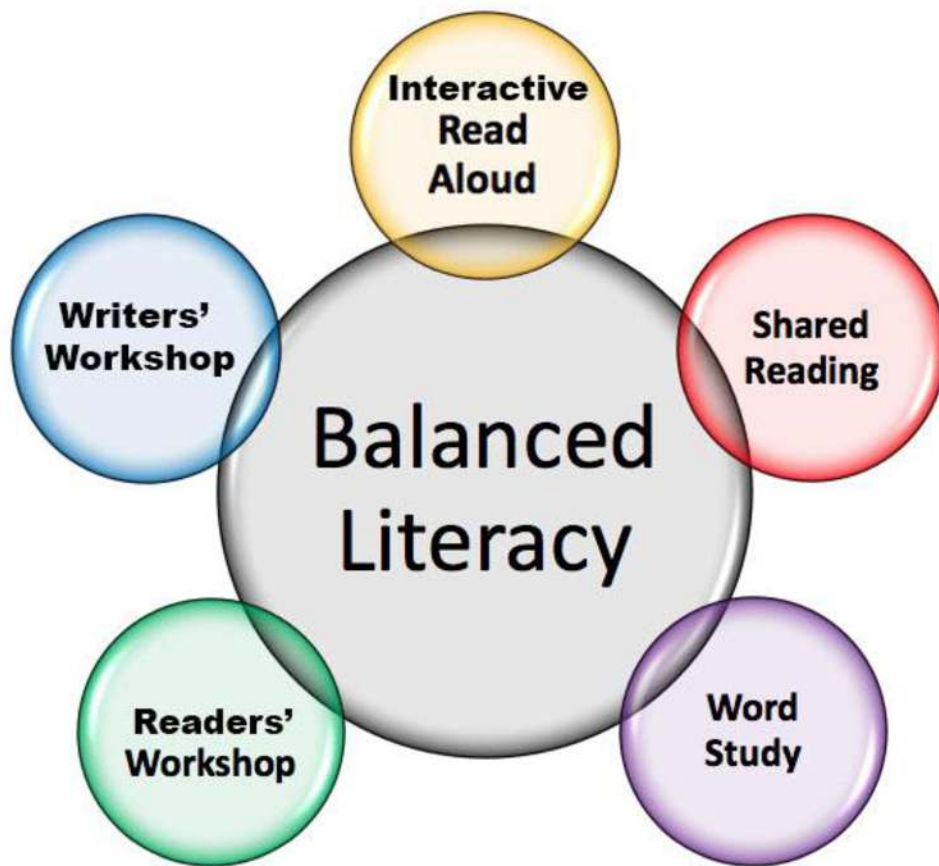 Interactive
Read
Aloud
Writers’
Workshop
Shared
Reading
Balanced
Literacy
Readers’
Workshop
Word
Study